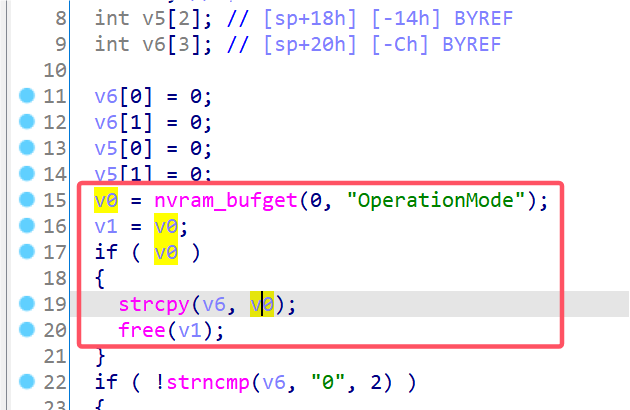 8 int v5[2]; // [sp+18h] [-14h] BYREF
9 int v6[3]; // [sp+20h] [-Ch] BYREF
10
11 v6[0] = 0;
12 v6[1] = 0;
13 v5[0] = 0;
14 v5[1] = 0;
15 v0 = nvram_bufget(0, "OperationMode");
16 v1 = v0;
17 if ( v0 )
18 {
19 strcpy(v6, v0);
20 free(v1);
21 }
22 if ( !strncmp(v6, "0", 2) )
23 {